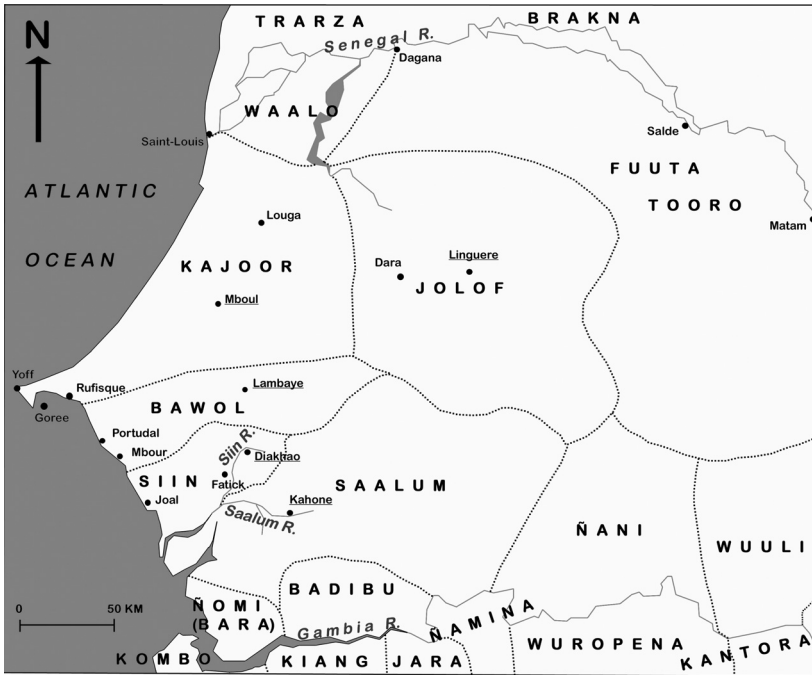 TRARZA
BRAKNA
N
Senegal R.
Dagana
WAALO
Saint-Louis
Salde
FUUTA
TOORO
ATLANTIC
OCEAN
Matam
Louga
KAJOOR
Dara
Linguere
JOLOF
Mboul
Yoff
Rufisque
Goree
Lambaye
BAWOL
Portudal
Mbour
Siin R.
Diakhao
SIIN
Fatick
SAALUM
Joal
Kahone
Saalum R.
ÑANI
WUULI
BADIBU
ÑOMI
(BARA)
0 50 KM
Gambia R.
ÑAMINA
WUROPENA
KANTORA
KOMBO
KIANG
JARA